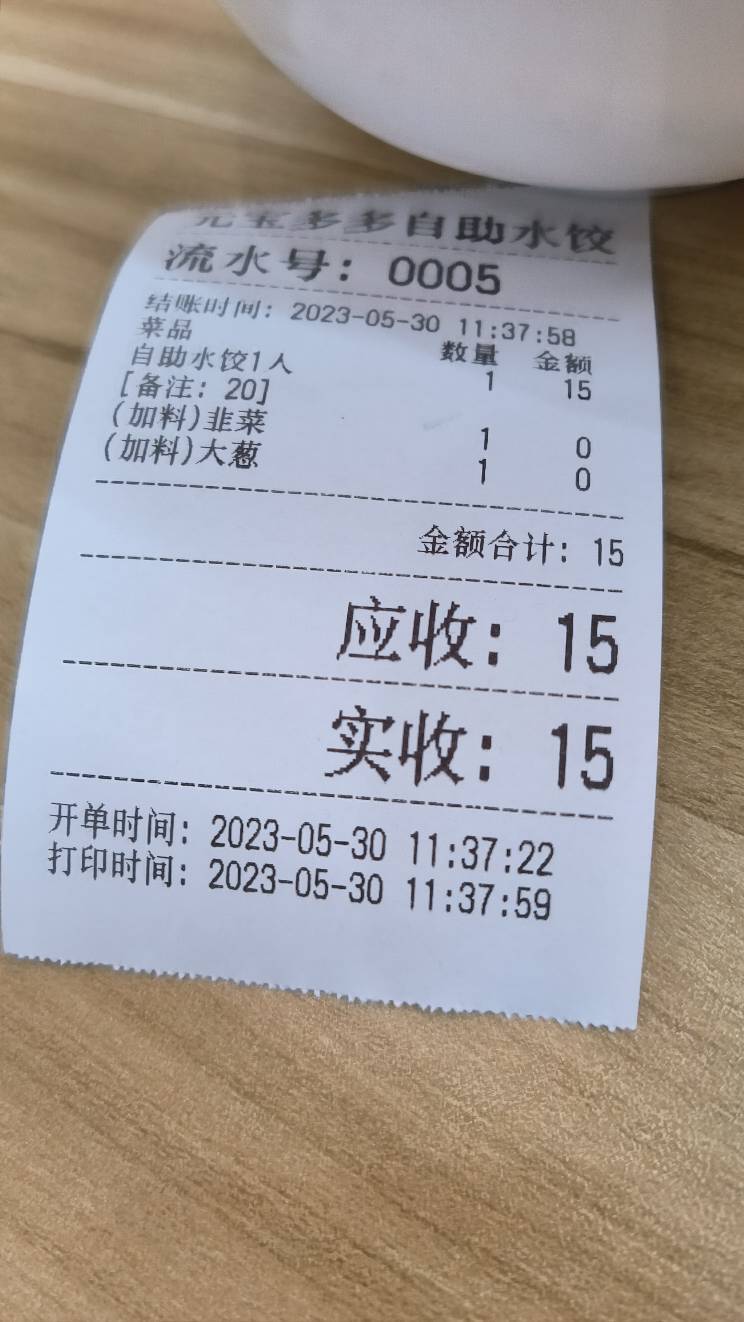 元宝多多自助水饺
流水号: 0005
结账时间: 2023-05-30 11:37:58
菜品 数量 金额
自助水饺1人 1 15
[备注: 20]
(加料)韭菜 1 0
(加料)大葱 1 0
金额合计: 15
应收: 15
实收: 15
开单时间: 2023-05-30 11:37:22
打印时间: 2023-05-30 11:37:59